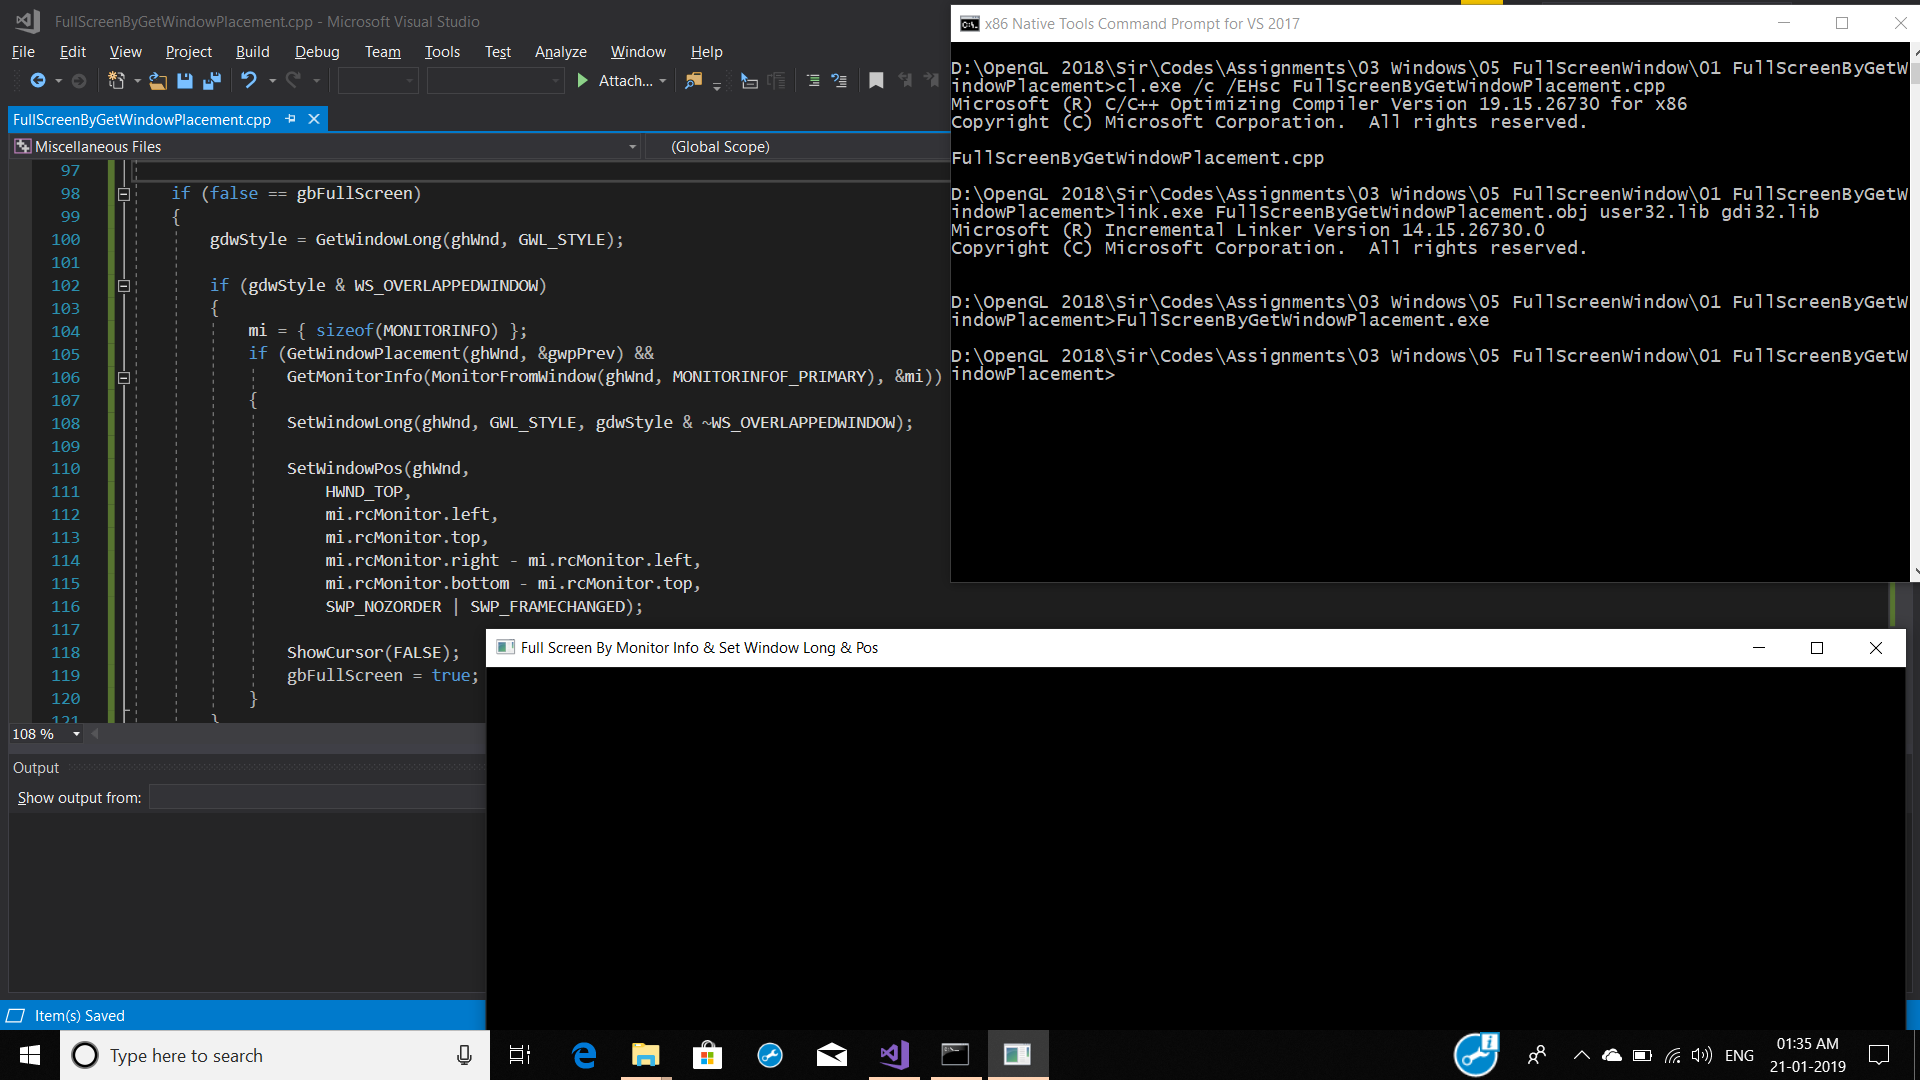 FullScreenByGetWindowPlacement.cpp - Microsoft Visual Studio
File Edit View Project Build Debug Team Tools Test Analyze Window Help
Attach...
FullScreenByGetWindowPlacement.cpp
Miscellaneous Files (Global Scope)
97
98 if (false == gbFullScreen)
99 {
100 gdwStyle = GetWindowLong(ghWnd, GWL_STYLE);
101
102 if (gdwStyle & WS_OVERLAPPEDWINDOW)
103 {
104 mi = { sizeof(MONITORINFO) };
105 if (GetWindowPlacement(ghWnd, &gwpPrev) &&
106 GetMonitorInfo(MonitorFromWindow(ghWnd, MONITORINFOF_PRIMARY), &mi))
107 {
108 SetWindowLong(ghWnd, GWL_STYLE, gdwStyle & ~WS_OVERLAPPEDWINDOW);
109
110 SetWindowPos(ghWnd,
111 HWND_TOP,
112 mi.rcMonitor.left,
113 mi.rcMonitor.top,
114 mi.rcMonitor.right - mi.rcMonitor.left,
115 mi.rcMonitor.bottom - mi.rcMonitor.top,
116 SWP_NOZORDER | SWP_FRAMECHANGED);
117
118 ShowCursor(FALSE);
119 gbFullScreen = true;
120 }
121 }
108 %
Output
Show output from:
Item(s) Saved
x86 Native Tools Command Prompt for VS 2017
D:\OpenGL 2018\Sir\Codes\Assignments\03 Windows\05 FullScreenWindow\01 FullScreenByGetW
indowPlacement>cl.exe /c /EHsc FullScreenByGetWindowPlacement.cpp
Microsoft (R) C/C++ Optimizing Compiler Version 19.15.26730 for x86
Copyright (C) Microsoft Corporation.  All rights reserved.
FullScreenByGetWindowPlacement.cpp
D:\OpenGL 2018\Sir\Codes\Assignments\03 Windows\05 FullScreenWindow\01 FullScreenByGetW
indowPlacement>link.exe FullScreenByGetWindowPlacement.obj user32.lib gdi32.lib
Microsoft (R) Incremental Linker Version 14.15.26730.0
Copyright (C) Microsoft Corporation.  All rights reserved.
D:\OpenGL 2018\Sir\Codes\Assignments\03 Windows\05 FullScreenWindow\01 FullScreenByGetW
indowPlacement>FullScreenByGetWindowPlacement.exe
D:\OpenGL 2018\Sir\Codes\Assignments\03 Windows\05 FullScreenWindow\01 FullScreenByGetW
indowPlacement>
Full Screen By Monitor Info & Set Window Long & Pos
Type here to search
ENG
01:35 AM
21-01-2019